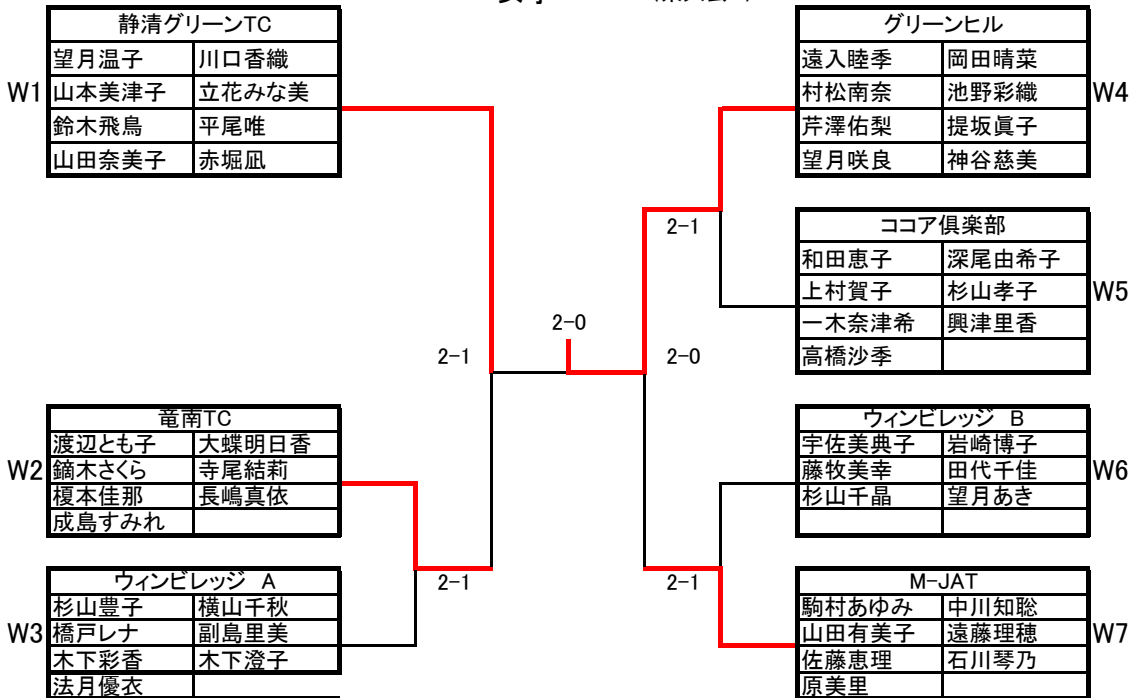 静清グリーンTC
望月温子 川口香織
W1 山本美津子 立花みな美
鈴木飛鳥 平尾唯
山田奈美子 赤堀凪
グリーンヒル
遠入睦季 岡田晴菜
村松南奈 池野彩織 W4
芹澤佑梨 提坂眞子
望月咲良 神谷慈美
2-1
ココア倶楽部
和田恵子 深尾由希子
上村賀子 杉山孝子 W5
一木奈津希 興津里香
高橋沙季
2-0
2-1
2-0
竜南TC
渡辺とも子 大蝶明日香
W2 鏑木さくら 寺尾結莉
榎本佳那 長嶋真依
成島すみれ
ウィンビレッジ B
宇佐美典子 岩崎博子
藤牧美幸 田代千佳 W6
杉山千晶 望月あき
ウィンビレッジ A
杉山豊子 横山千秋
W3 橋戸レナ 副島里美
木下彩香 木下澄子
法月優衣
2-1
2-1
M-JAT
駒村あゆみ 中川知聡
山田有美子 遠藤理穂 W7
佐藤恵理 石川琴乃
原美里